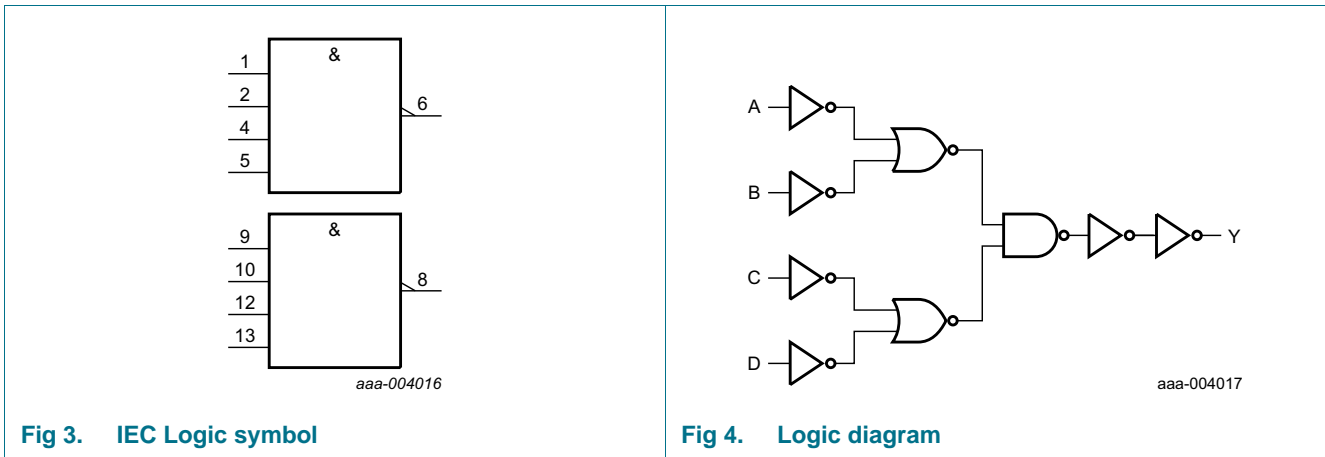 &
1
2
4
5
6
&
9
10
12
13
8
aaa-004016
Fig 3. IEC Logic symbol
A
B
C
D
Y
aaa-004017
Fig 4. Logic diagram